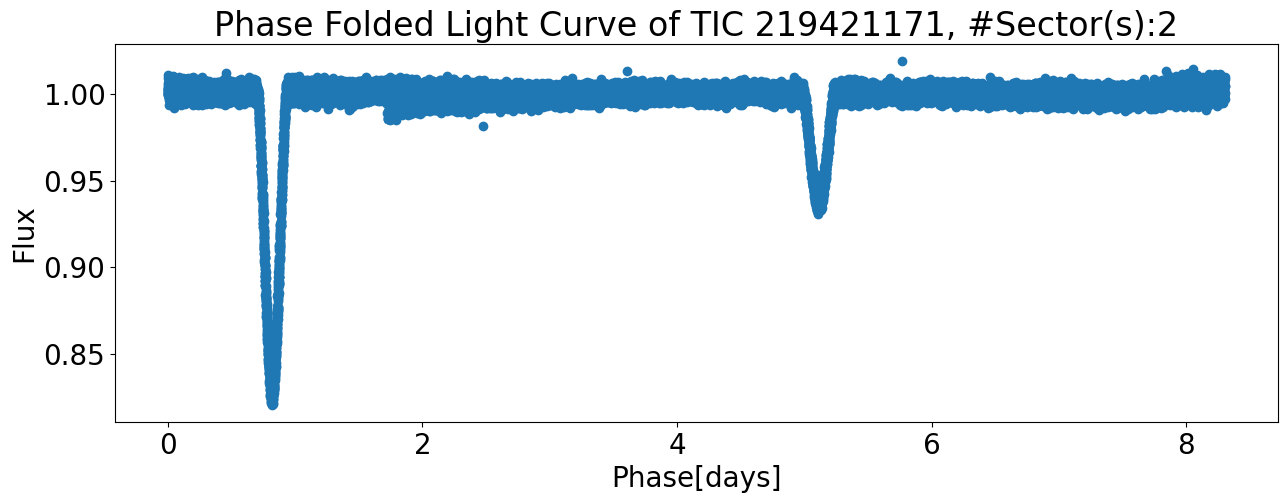 Phase Folded Light Curve of TIC 219421171, #Sector(s):2
1.00
0.95
0.90
0.85
Flux
0 2 4 6 8
Phase[days]